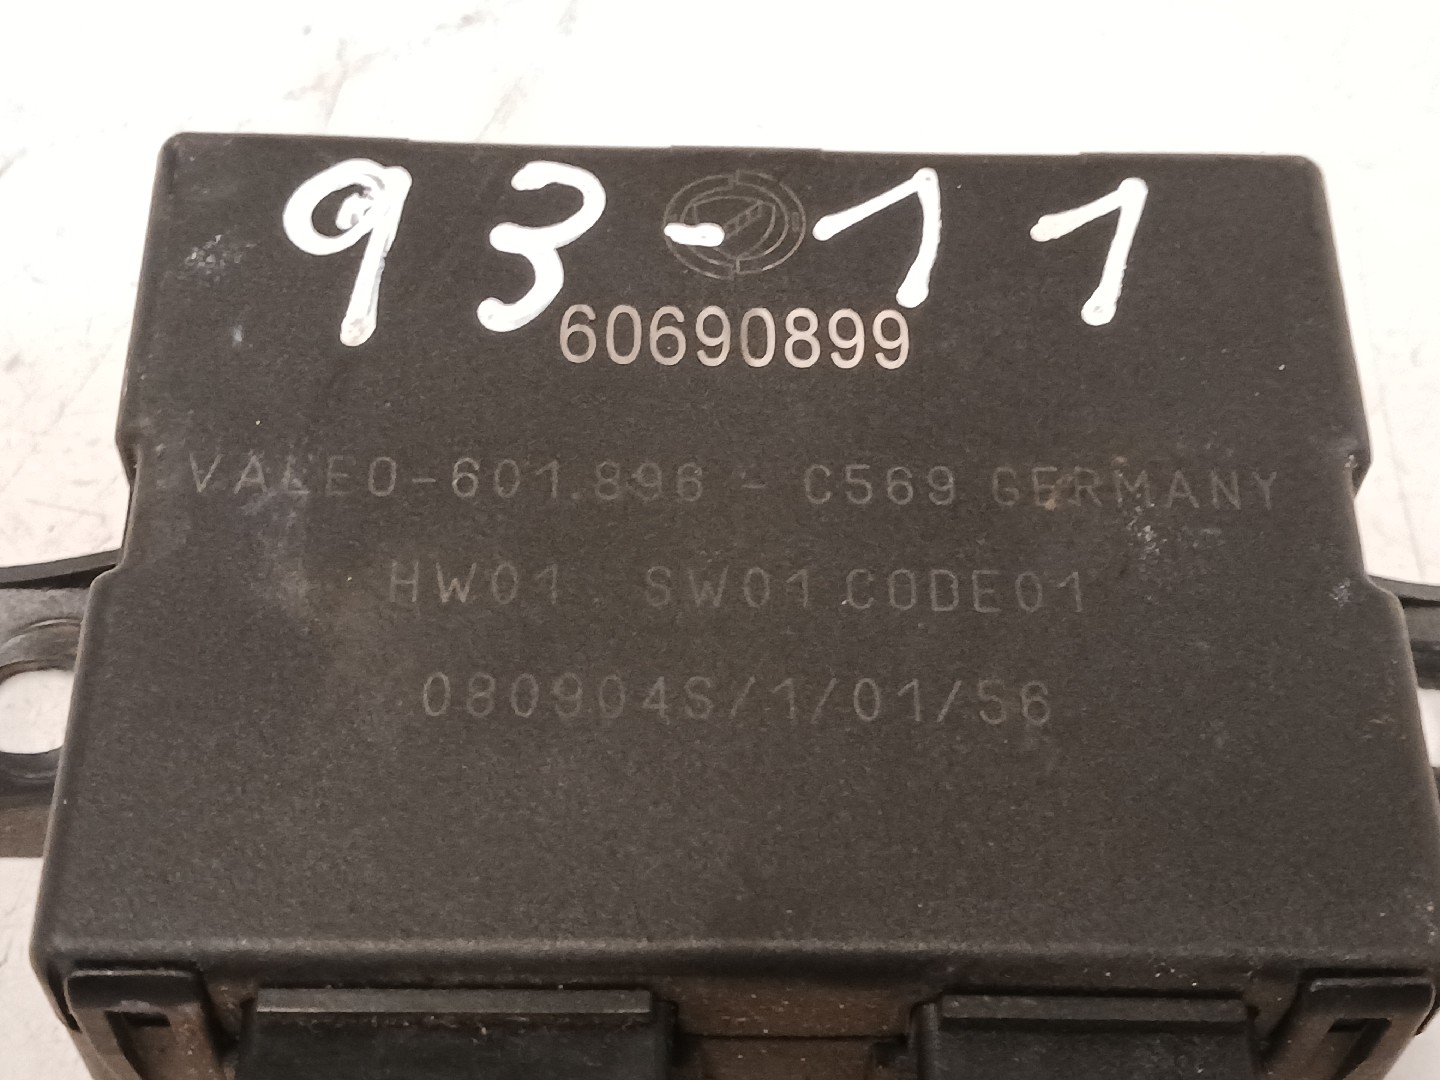 93-11
60690899
VALEO-601.896 - C569 GERMANY
HW01 SW01 CODE01
080904S/1/01/56